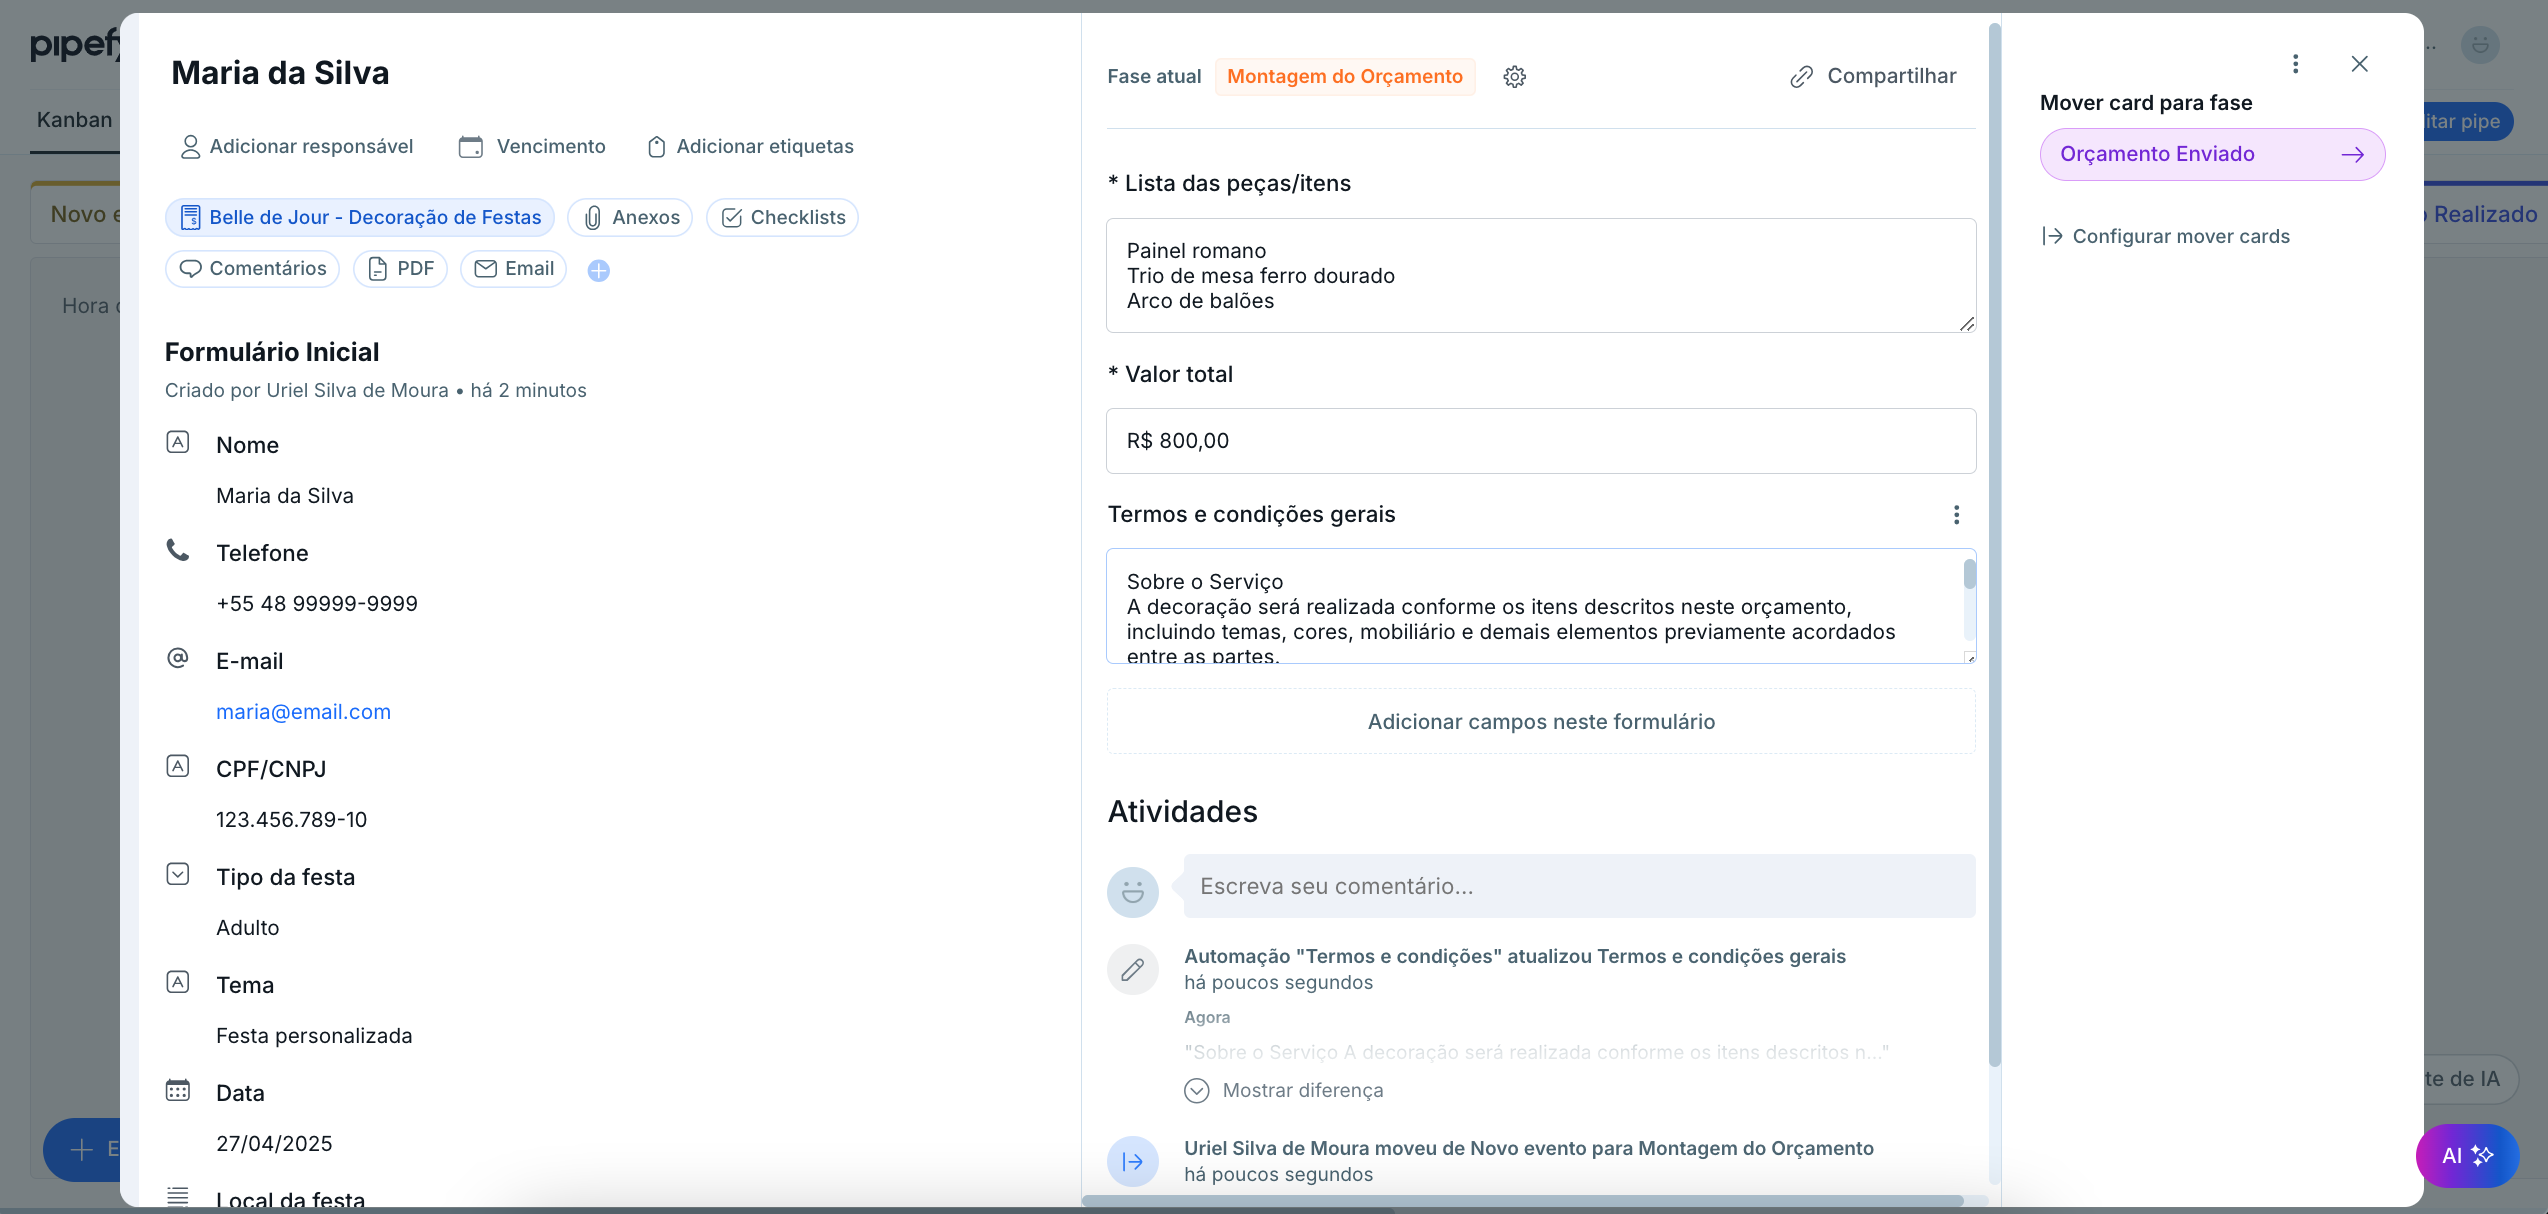 pipefy
Kanban
Novo e
Hora
Maria da Silva
Adicionar responsável
Vencimento
Adicionar etiquetas
Belle de Jour - Decoração de Festas
Anexos
Checklists
Comentários
PDF
Email
Formulário Inicial
Criado por Uriel Silva de Moura • há 2 minutos
Nome
Maria da Silva
Telefone
+55 48 99999-9999
E-mail
maria@email.com
CPF/CNPJ
123.456.789-10
Tipo da festa
Adulto
Tema
Festa personalizada
Data
27/04/2025
Local da festa
Fase atual
Montagem do Orçamento
Compartilhar
* Lista das peças/itens
Painel romano
Trio de mesa ferro dourado
Arco de balões
* Valor total
R$ 800,00
Termos e condições gerais
Sobre o Serviço
A decoração será realizada conforme os itens descritos neste orçamento,
incluindo temas, cores, mobiliário e demais elementos previamente acordados
entre as partes.
Adicionar campos neste formulário
Atividades
Escreva seu comentário...
Automação "Termos e condições" atualizou Termos e condições gerais
há poucos segundos
Agora
"Sobre o Serviço A decoração será realizada conforme os itens descritos n..."
Mostrar diferença
Uriel Silva de Moura moveu de Novo evento para Montagem do Orçamento
há poucos segundos
Mover card para fase
Orçamento Enviado
Configurar mover cards
itar pipe
o Realizado
te de IA
AI